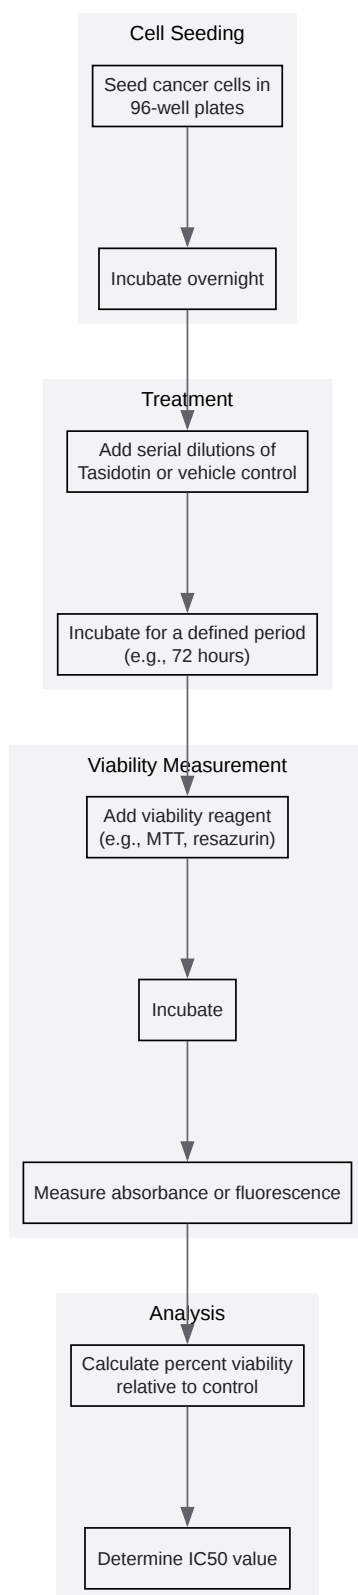 Cell Seeding
Seed cancer cells in
96-well plates
Incubate overnight
Treatment
Add serial dilutions of
Tasidotin or vehicle control
Incubate for a defined period
(e.g., 72 hours)
Viability Measurement
Add viability reagent
(e.g., MTT, resazurin)
Incubate
Measure absorbance or fluorescence
Analysis
Calculate percent viability
relative to control
Determine IC50 value